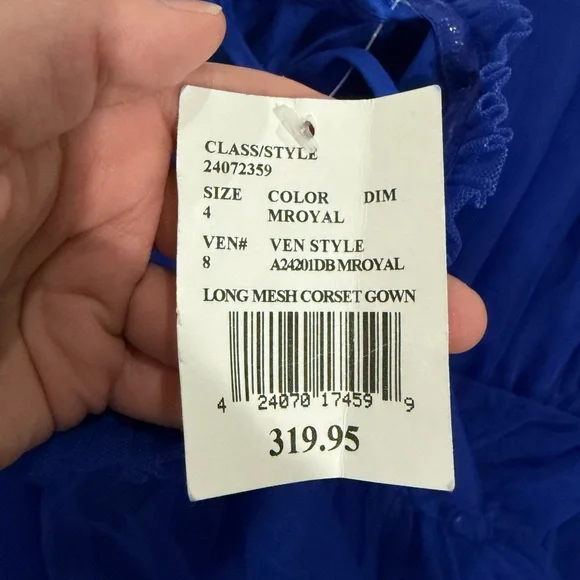 CLASS/STYLE
24072359
SIZE COLOR DIM
4 MROYAL
VEN# VEN STYLE
8 A24201DB MROYAL
LONG MESH CORSET GOWN
4 24070 17459 9
319.95